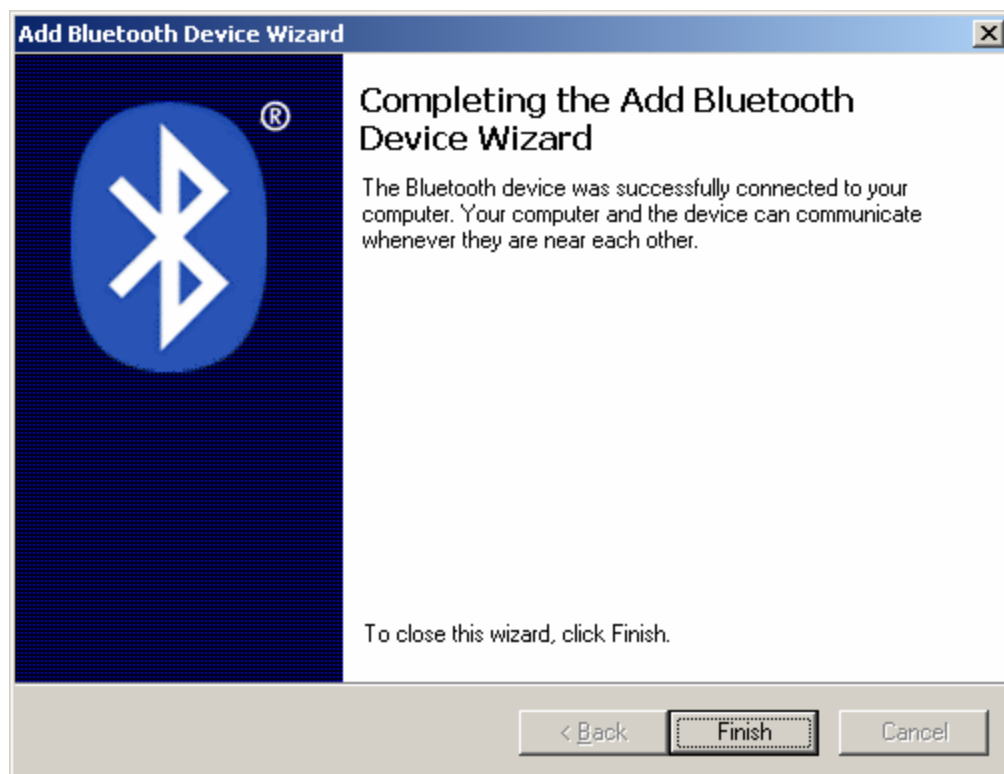 Add Bluetooth Device Wizard
®
Completing the Add Bluetooth
Device Wizard
The Bluetooth device was successfully connected to your
computer. Your computer and the device can communicate
whenever they are near each other.
To close this wizard, click Finish.
< Back Finish Cancel